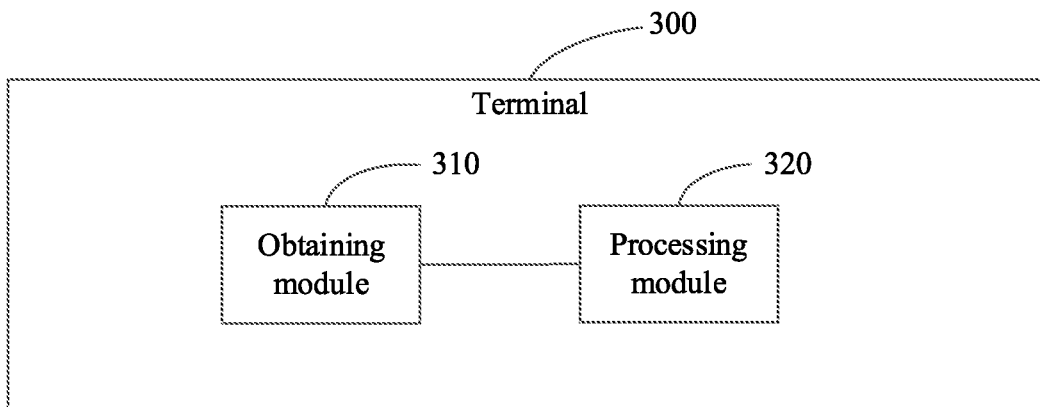 300
Terminal
310
320
Obtaining
module
Processing
module